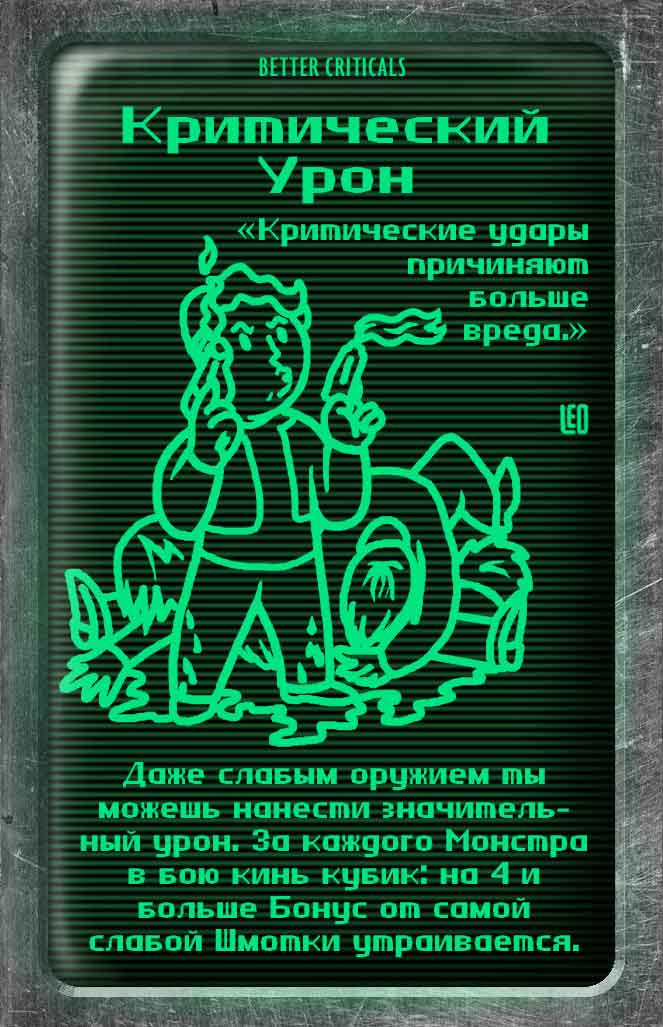 BETTER CRITICALS
Критический
Урон
«Критические удары
причиняют
больше
вреда.»
LEO
Даже слабым оружием ты
можешь нанести значитель-
ный урон. За каждого Монстра
в бою кинь кубик: на 4 и
больше Бонус от самой
слабой Шмотки утраивается.